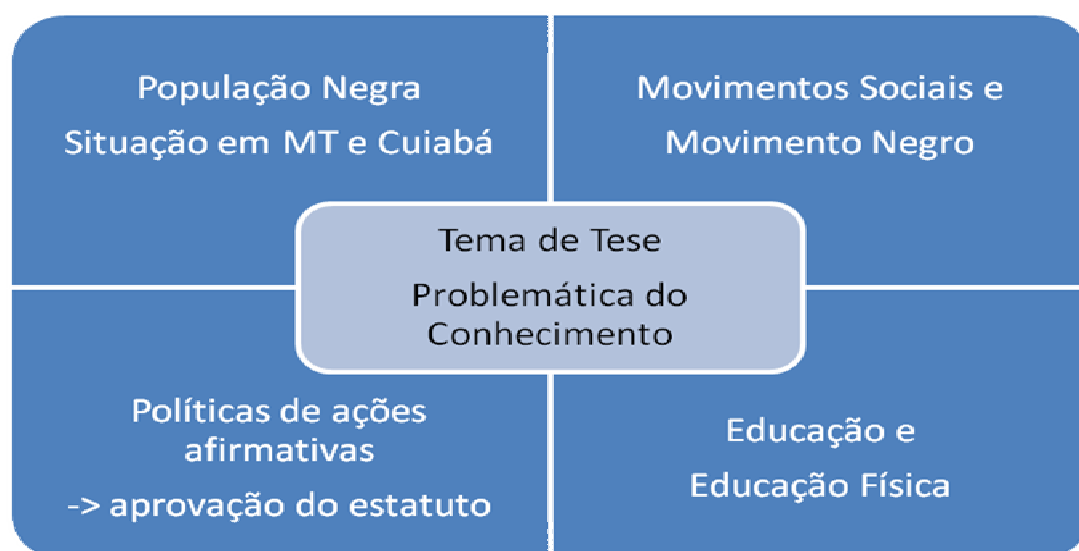 População Negra
Situação em MT e Cuiabá
Movimentos Sociais e
Movimento Negro
Tema de Tese
Problemática do
Conhecimento
Políticas de ações
afirmativas
-> aprovação do estatuto
Educação e
Educação Física